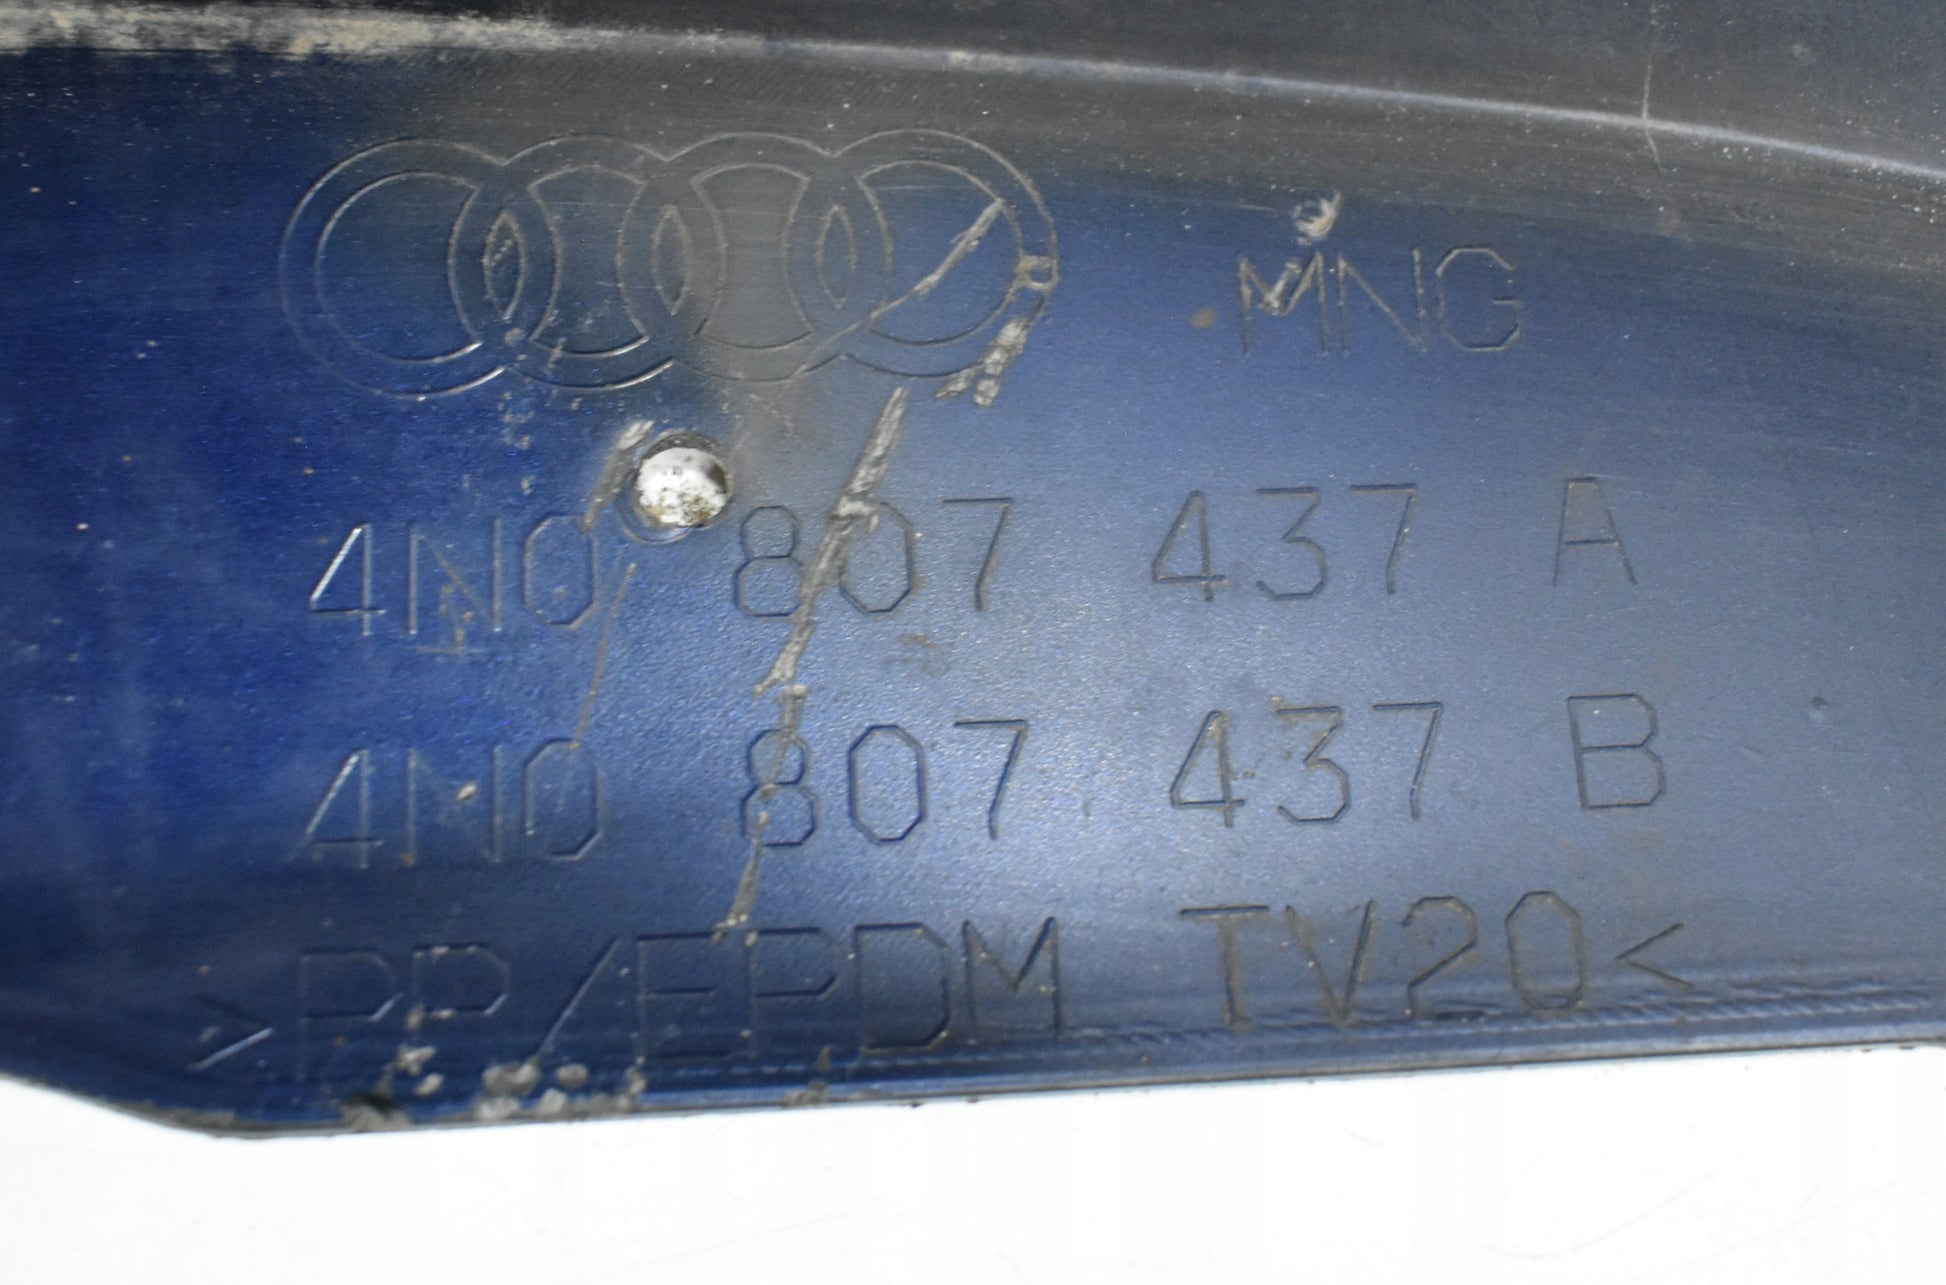 MNG
4N0 807 437 A
4N0 807 437 B
>PP/EPDM TV20<